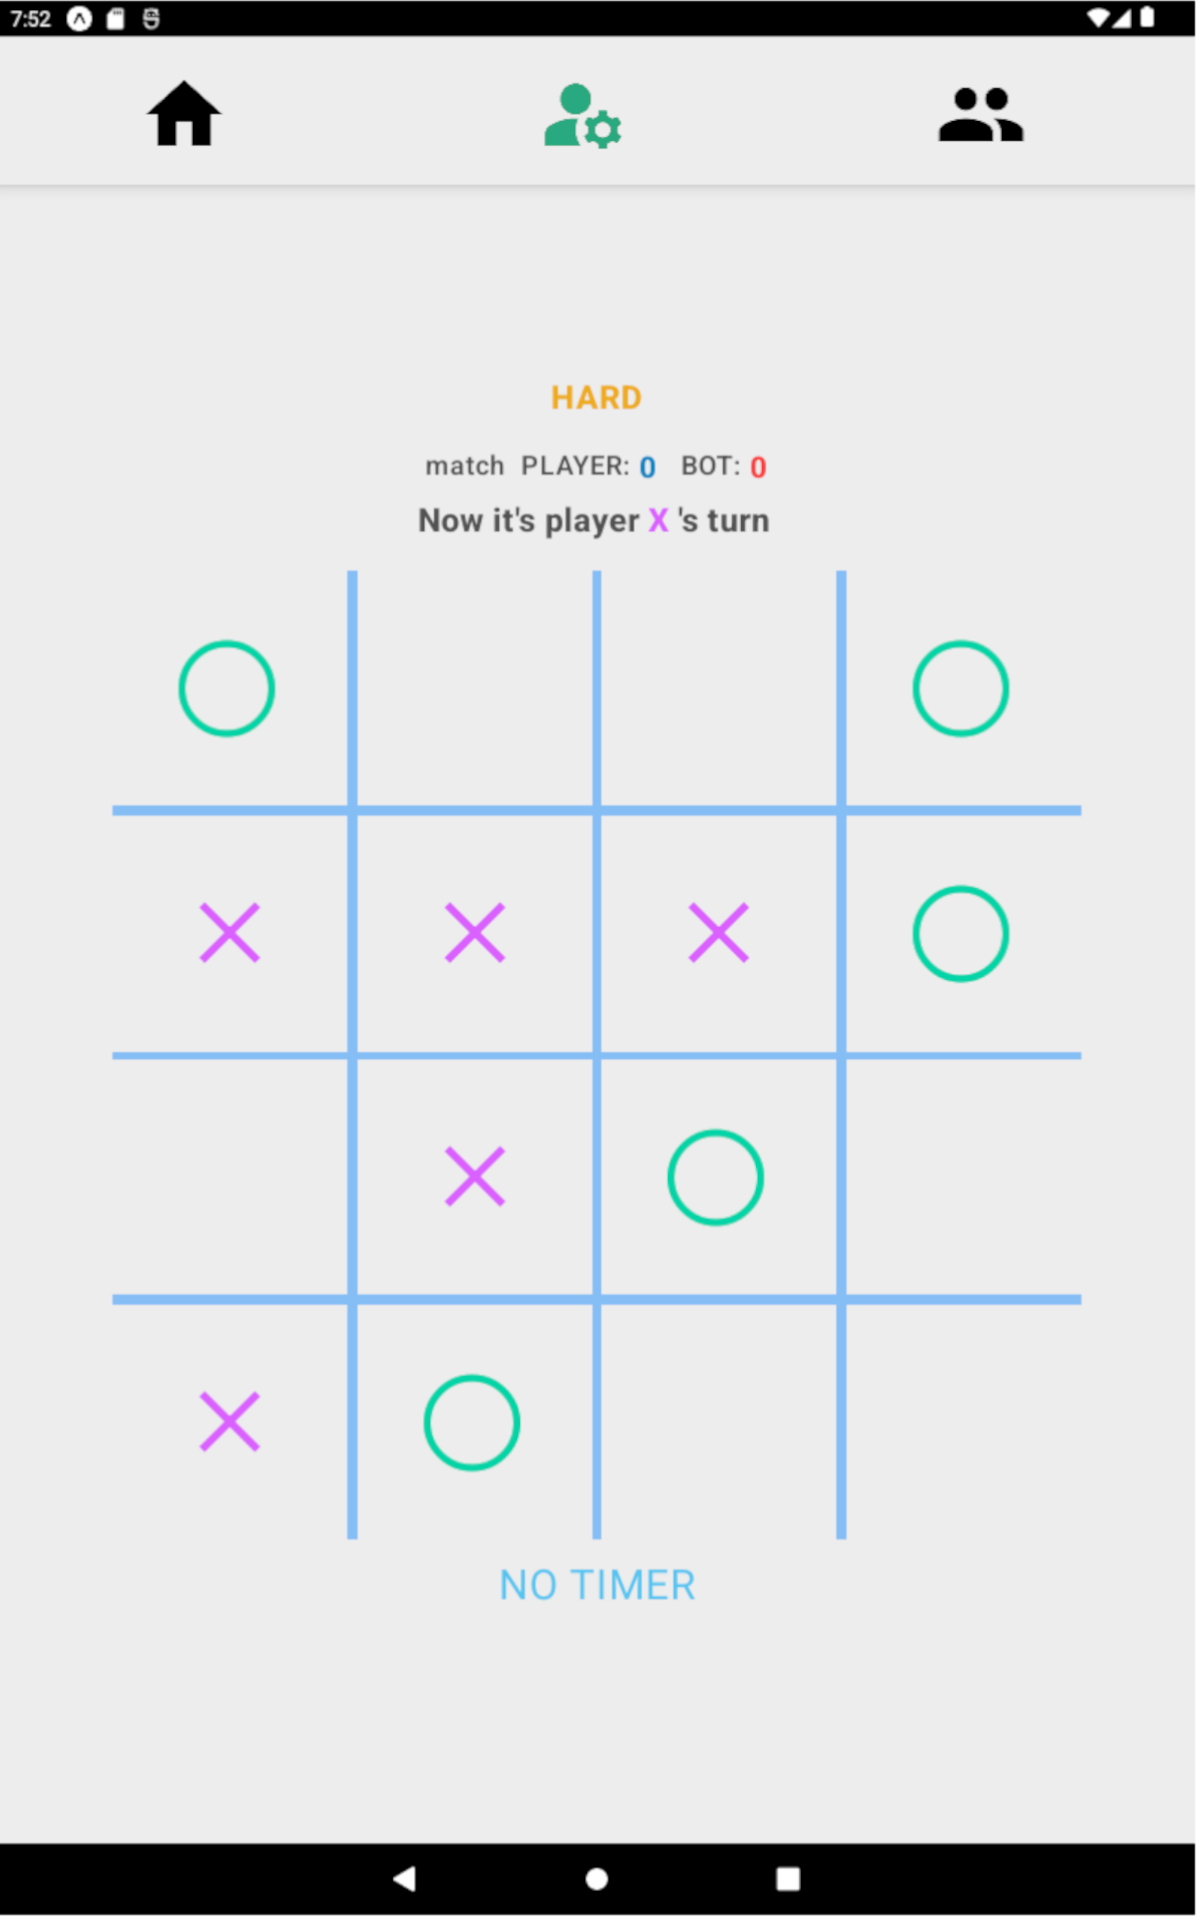 7:52
HARD
match PLAYER: 0 BOT: 0
Now it's player X 's turn
NO TIMER